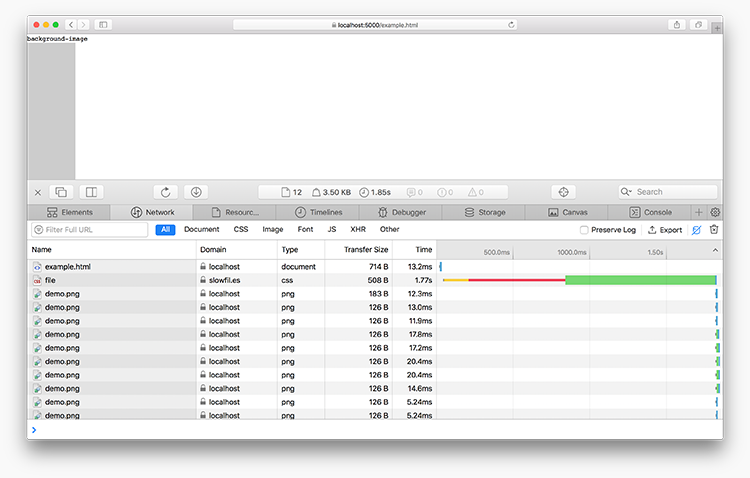 localhost:5000/example.html
background-image
12 3.50 KB 1.85s 0 0 0 Search
Elements Network Resourc... Timelines Debugger Storage Canvas Console
Filter Full URL All Document CSS Image Font JS XHR Other Preserve Log Export
Name Domain Type Transfer Size Time 500.0ms 1000.0ms 1.50s
example.html localhost document 714 B 13.2ms
file slowfil.es css 508 B 1.77s
demo.png localhost png 183 B 12.3ms
demo.png localhost png 126 B 13.0ms
demo.png localhost png 126 B 11.9ms
demo.png localhost png 126 B 17.8ms
demo.png localhost png 126 B 17.2ms
demo.png localhost png 126 B 20.4ms
demo.png localhost png 126 B 20.4ms
demo.png localhost png 126 B 14.6ms
demo.png localhost png 126 B 5.24ms
demo.png localhost png 126 B 5.24ms